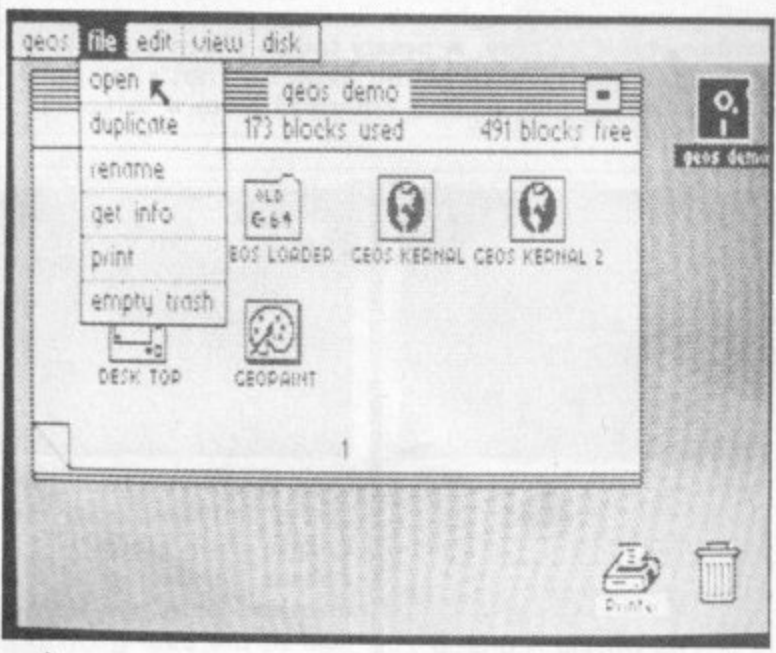 geos file edit view disk
open
geos demo
duplicate
173 blocks used 491 blocks free
geos demo
rename
get info
OLD
C-64
print
EOS LOADER GEOS KERNAL GEOS KERNAL 2
empty trash
DESK TOP GEOPAINT
1
Printer